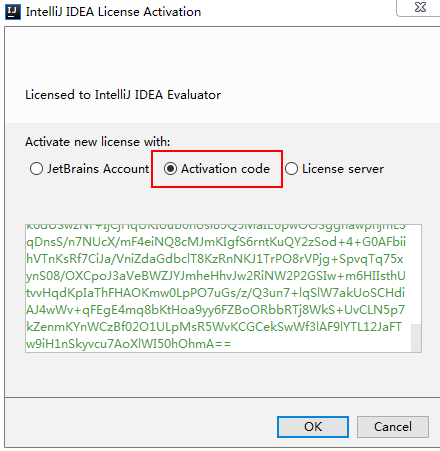 IntelliJ IDEA License Activation
Licensed to IntelliJ IDEA Evaluator
Activate new license with:
JetBrains Account Activation code License server
qDnsS/n7NUcX/mF4eiNQ8cMJmKIgfS6rntKuQY2zSod+4+G0AFbii
hVTnKsRf7CiJa/VniZdaGdbclT8KzRnNKJ1TrPO8rVPjg+SpvqTq75x
ynS08/OXCpoJ3aVeBWZJYJmheHhvJw2RiNW2P2GSIw+m6HIIsthU
tvvHqdKpIaThFHAOKmw0LpPO7uGs/z/Q3un7+lqSlW7akUoSCHdi
AJ4wWv+qFEgE4mq8bKtHoa9yy6FZBoORbbRTj8WkS+UvCLN5p7
kZenmKYnWCzBf02O1ULpMsR5WvKCGCekSwWf3lAF9lYTL12JaFT
w9iH1nSkyvcu7AoXlWI50hOhmA==
OK Cancel